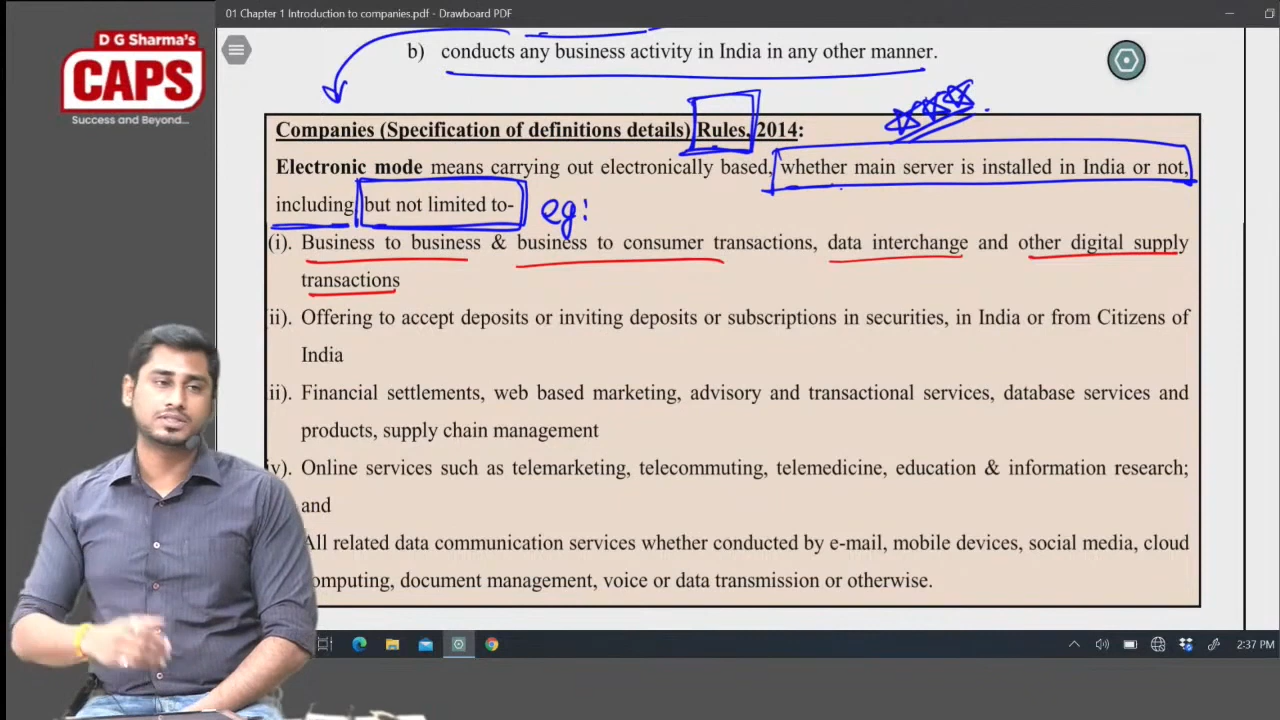 01 Chapter 1 Introduction to companies.pdf - Drawboard PDF
D G Sharma's
CAPS
Success and Beyond...
b) conducts any business activity in India in any other manner.
Companies (Specification of definitions details) Rules, 2014:
Electronic mode means carrying out electronically based, whether main server is installed in India or not,
including but not limited to- eg:
(i). Business to business & business to consumer transactions, data interchange and other digital supply
transactions
ii). Offering to accept deposits or inviting deposits or subscriptions in securities, in India or from Citizens of
India
ii). Financial settlements, web based marketing, advisory and transactional services, database services and
products, supply chain management
iv). Online services such as telemarketing, telecommuting, telemedicine, education & information research;
and
All related data communication services whether conducted by e-mail, mobile devices, social media, cloud
omputing, document management, voice or data transmission or otherwise.
2:37 PM